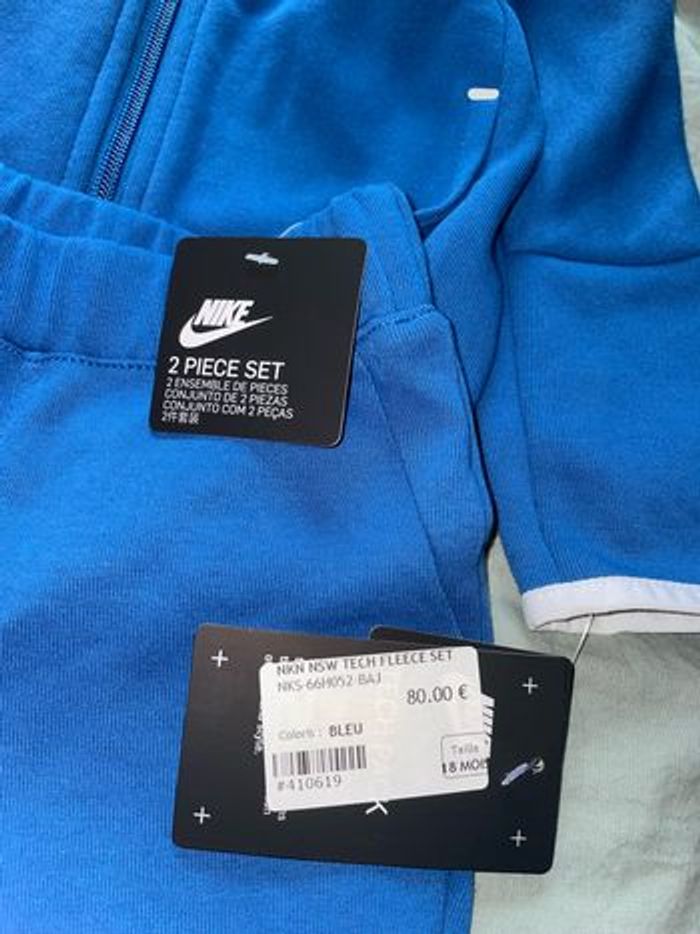 NIKE
2 PIECE SET
2 ENSEMBLE DE PIECES
CONJUNTO DE 2 PIEZAS
CONJUNTO COM 2 PEÇAS
2件套装
NKN NSW TECH FLEECE SET
NKS-66H052-BAJ
80.00 €
Coloris : BLEU
Taille
18 MOIS
#410619